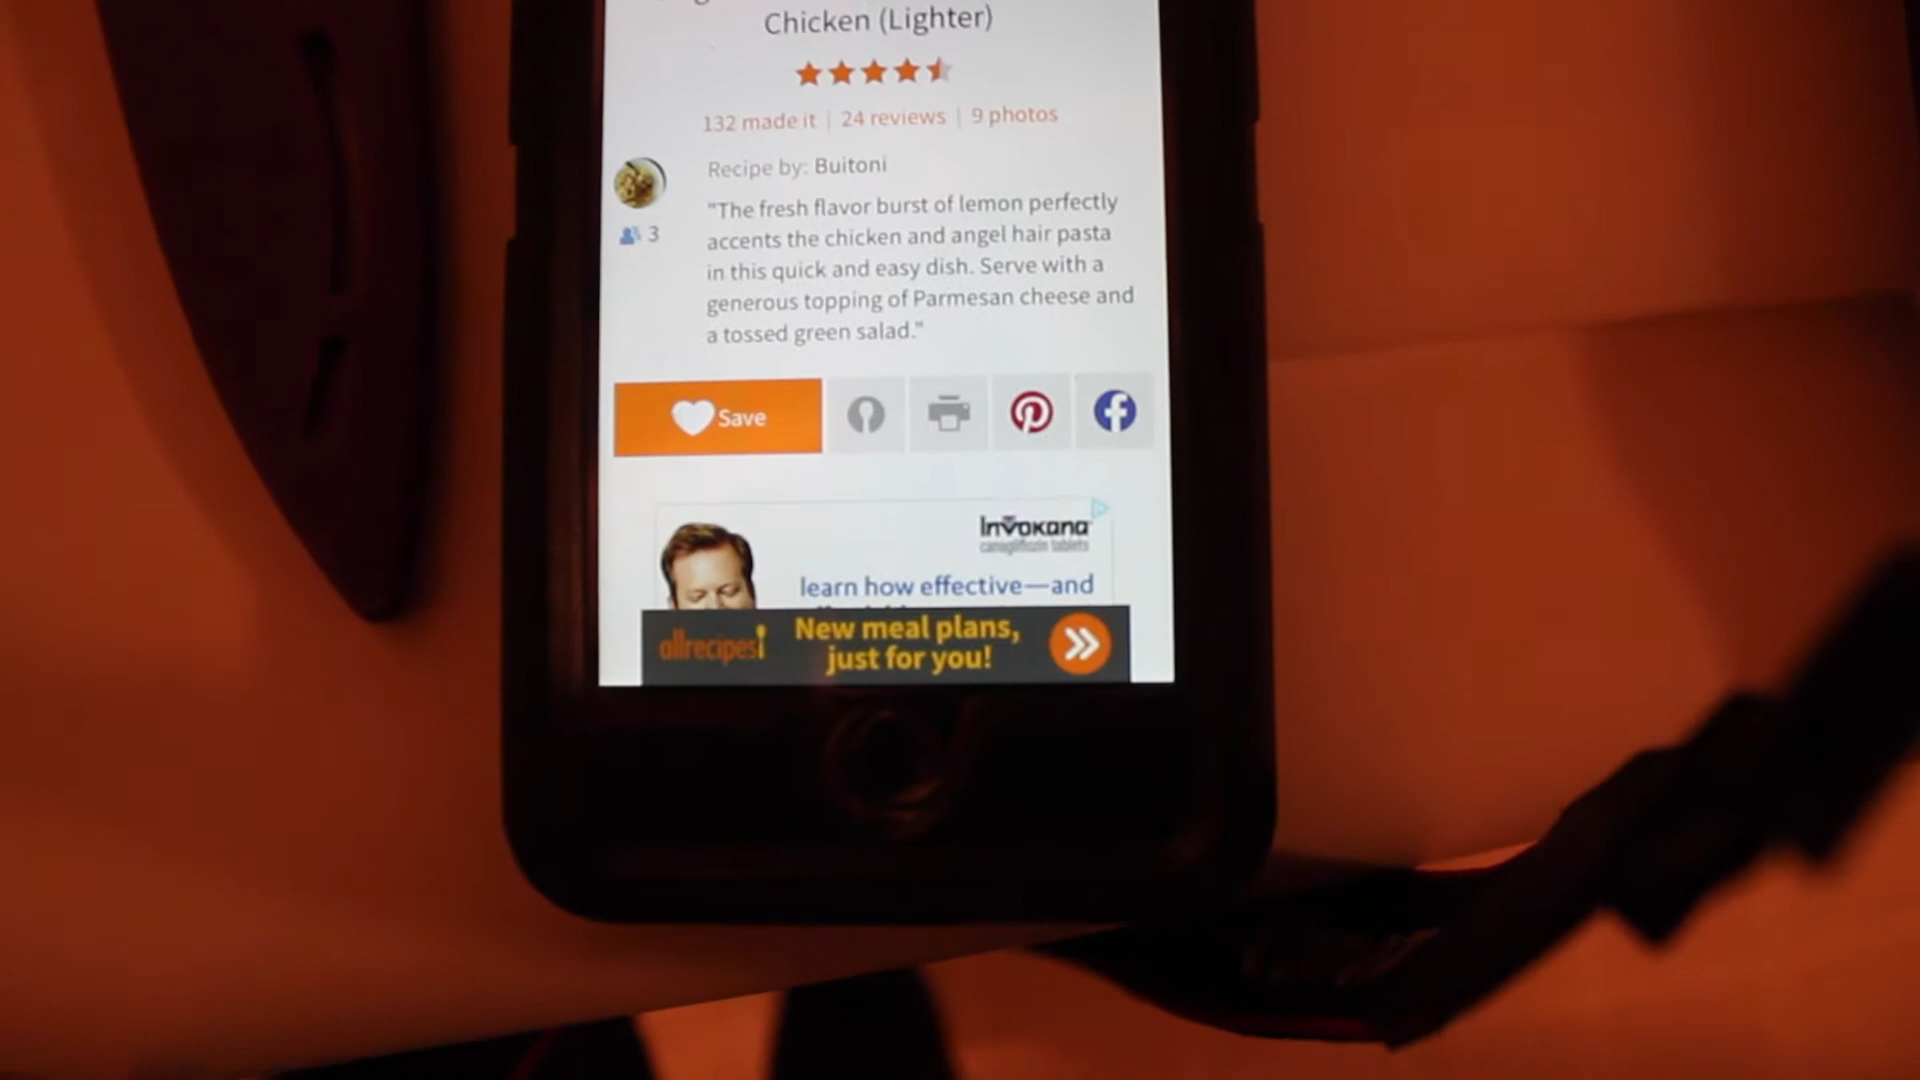 Chicken (Lighter)
132 made it | 24 reviews | 9 photos
Recipe by: Buitoni
"The fresh flavor burst of lemon perfectly
3
accents the chicken and angel hair pasta
in this quick and easy dish. Serve with a
generous topping of Parmesan cheese and
a tossed green salad."
Save
Invokana
canagliflozin tablets
learn how effective—and
allrecipes!
New meal plans,
just for you!